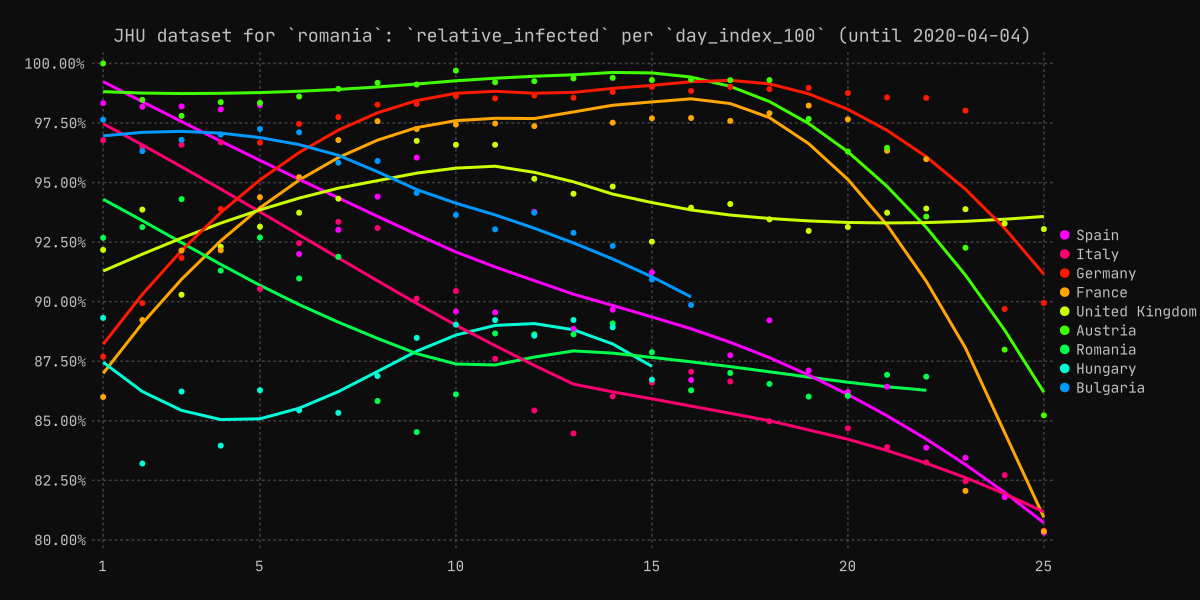 JHU dataset for `romania`: `relative_infected` per `day_index_100` (until 2020-04-04)
100.00%
97.50%
95.00%
92.50%
90.00%
87.50%
85.00%
82.50%
80.00%
1 5 10 15 20 25
Spain
Italy
Germany
France
United Kingdom
Austria
Romania
Hungary
Bulgaria